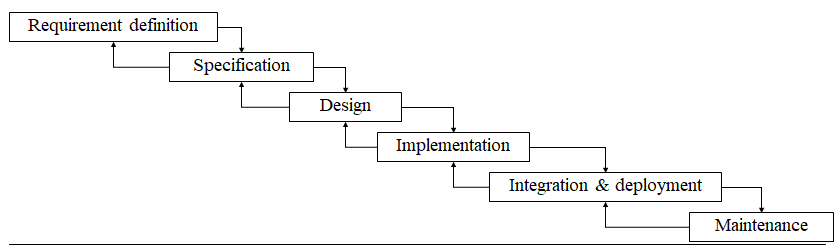 Requirement definition
Specification
Design
Implementation
Integration & deployment
Maintenance